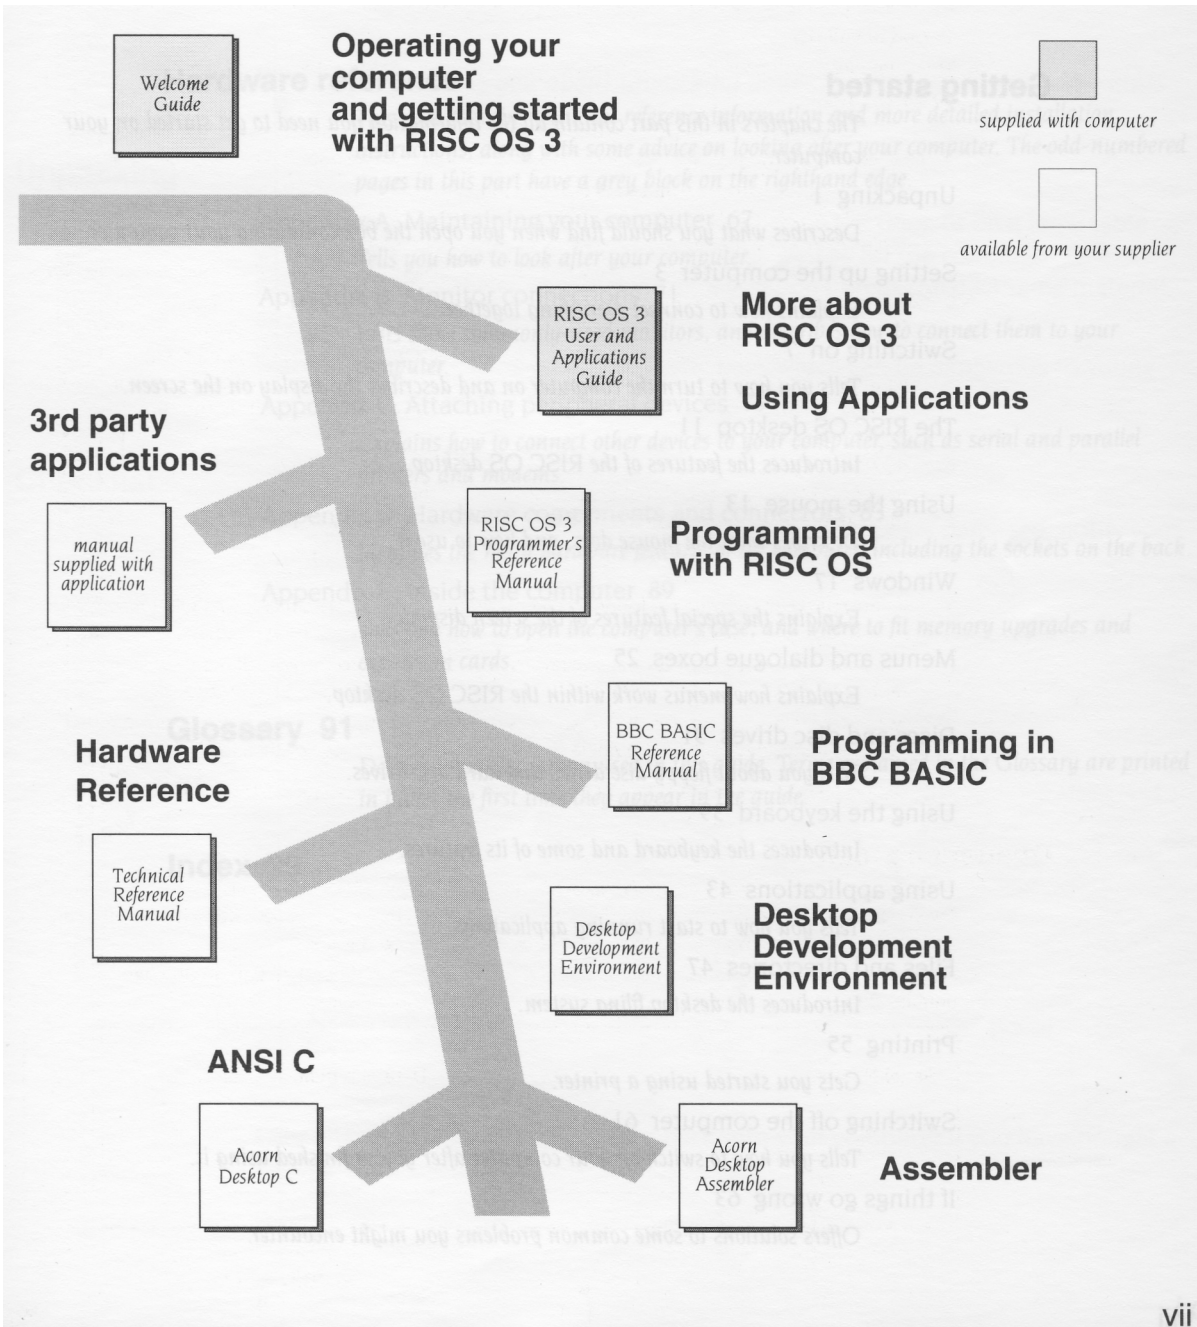 Welcome
Guide
Operating your
computer
and getting started
with RISC OS 3
supplied with computer
available from your supplier
RISC OS 3
User and
Applications
Guide
More about
RISC OS 3
Using Applications
3rd party
applications
manual
supplied with
application
RISC OS 3
Programmer's
Reference
Manual
Programming
with RISC OS
BBC BASIC
Reference
Manual
Programming in
BBC BASIC
Hardware
Reference
Technical
Reference
Manual
Desktop
Development
Environment
Desktop
Development
Environment
ANSI C
Acorn
Desktop C
Acorn
Desktop
Assembler
Assembler
vii